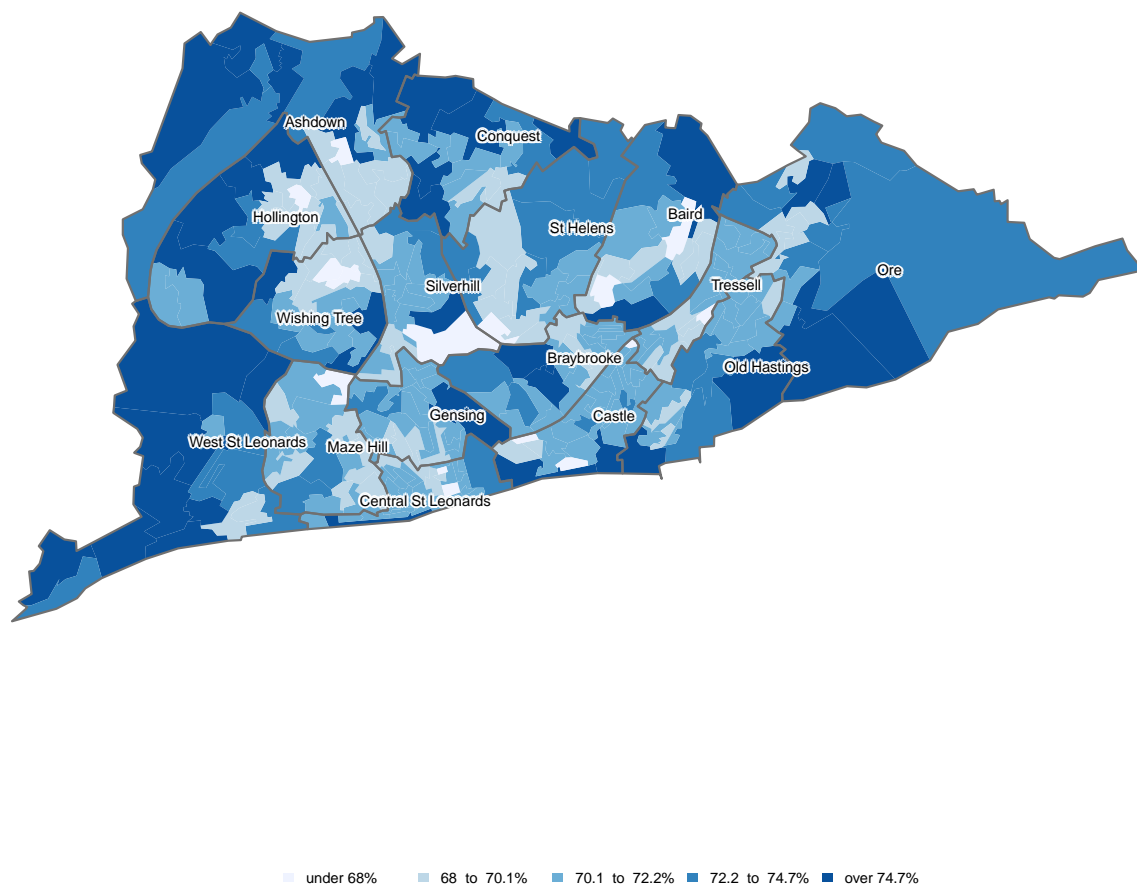 Ashdown
Conquest
Hollington
Baird
St Helens
Ore
Silverhill
Tressell
Wishing Tree
Braybrooke
Old Hastings
Gensing
Castle
West St Leonards
Maze Hill
Central St Leonards
under 68%
68 to 70.1%
70.1 to 72.2%
72.2 to 74.7%
over 74.7%